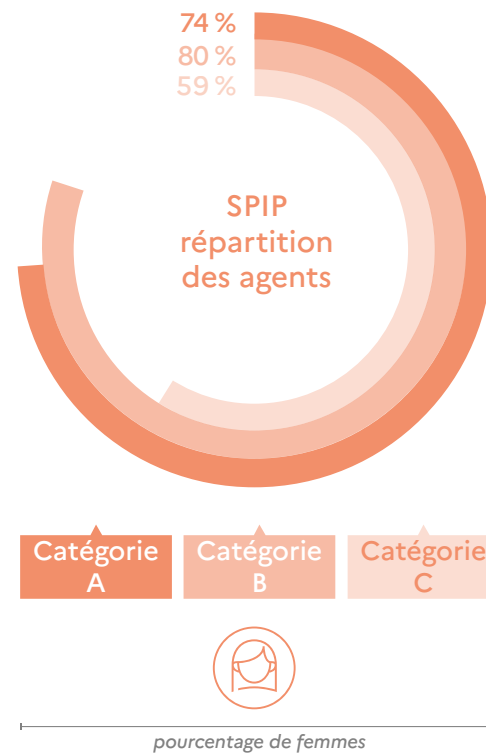 74 %
80 %
59 %
SPIP
répartition
des agents
Catégorie
A
Catégorie
B
Catégorie
C
pourcentage de femmes